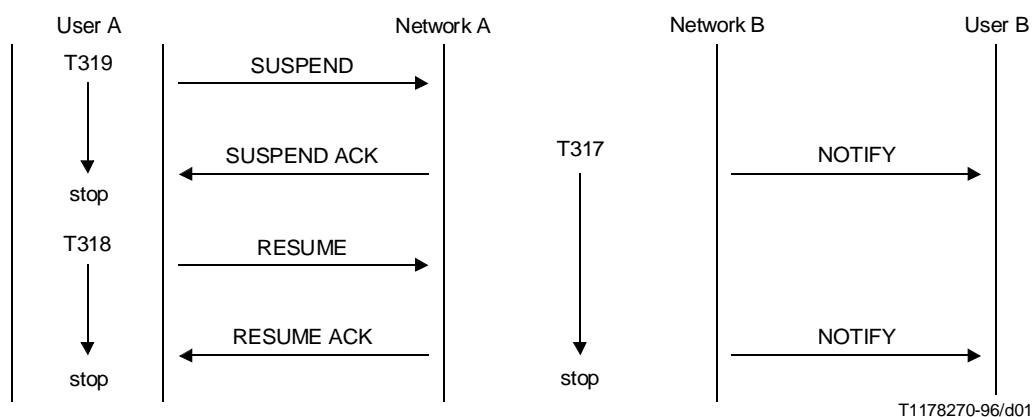 User A
Network A
Network B
User B
T319
SUSPEND
T317
SUSPEND ACK
NOTIFY
stop
T318
RESUME
RESUME ACK
NOTIFY
stop
stop
T1178270-96/d01